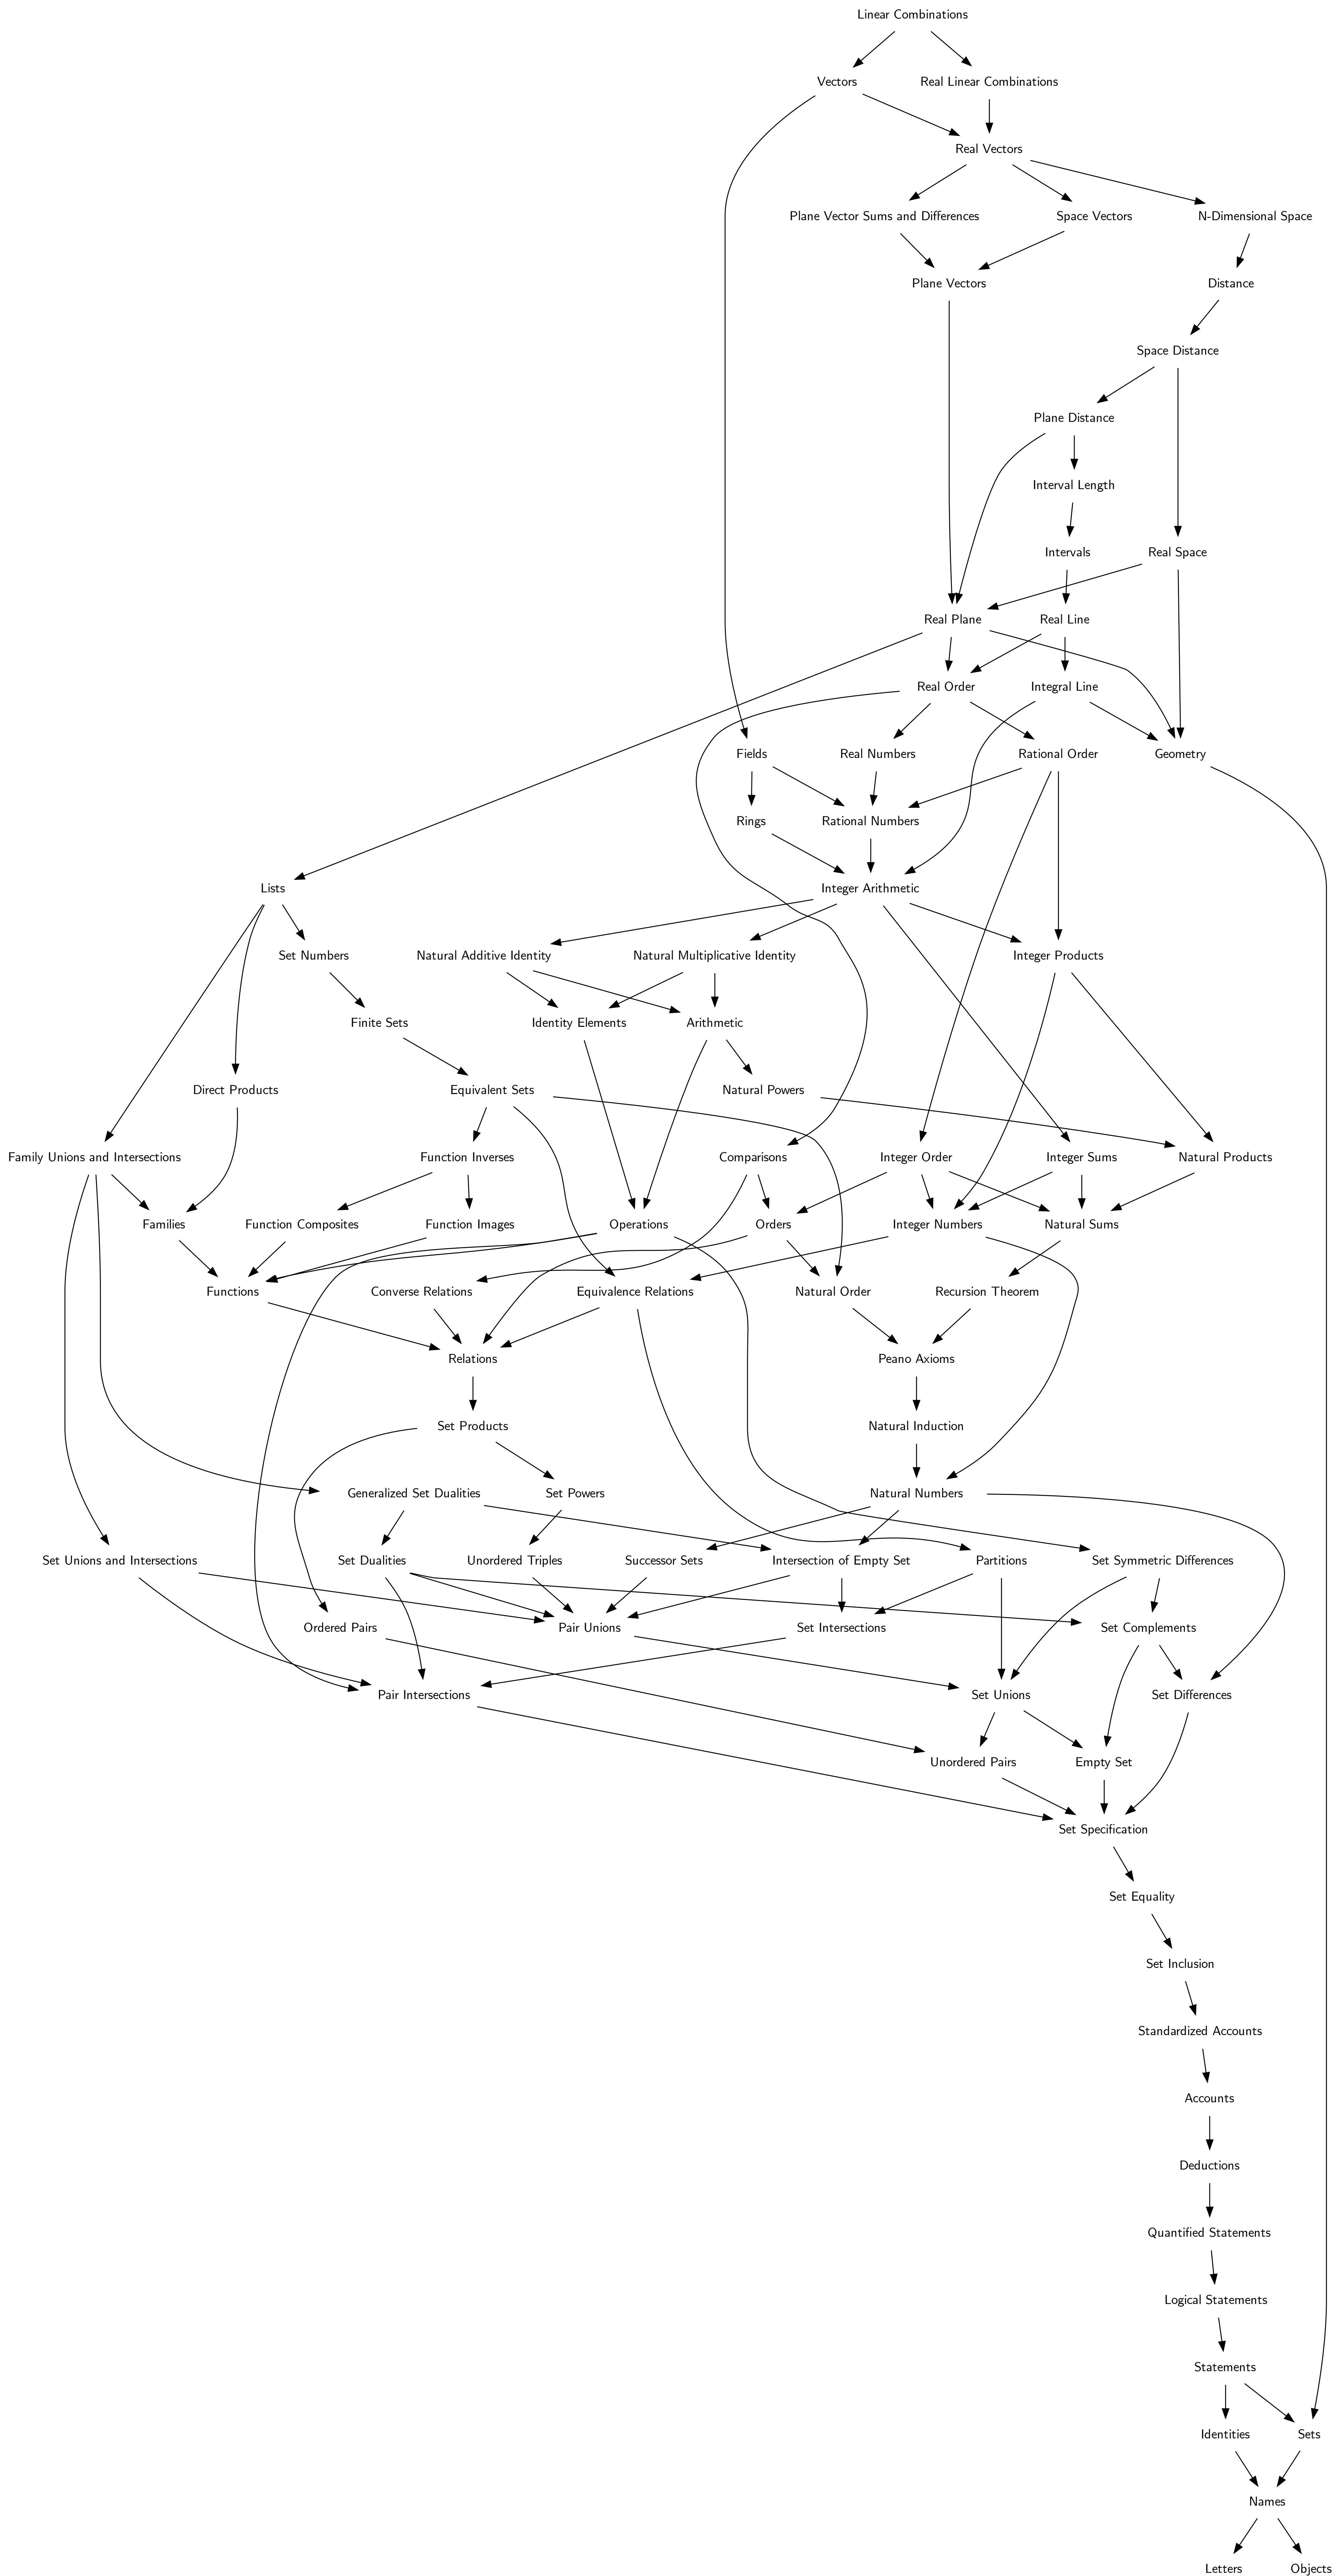 Linear Combinations
Vectors
Real Linear Combinations
Real Vectors
Plane Vector Sums and Differences
Space Vectors
N-Dimensional Space
Plane Vectors
Distance
Space Distance
Plane Distance
Interval Length
Intervals
Real Space
Real Plane
Real Line
Real Order
Integral Line
Fields
Real Numbers
Rational Order
Geometry
Rings
Rational Numbers
Lists
Integer Arithmetic
Set Numbers
Natural Additive Identity
Natural Multiplicative Identity
Integer Products
Finite Sets
Identity Elements
Arithmetic
Direct Products
Equivalent Sets
Natural Powers
Family Unions and Intersections
Function Inverses
Comparisons
Integer Order
Integer Sums
Natural Products
Families
Function Composites
Function Images
Operations
Orders
Integer Numbers
Natural Sums
Functions
Converse Relations
Equivalence Relations
Natural Order
Recursion Theorem
Relations
Peano Axioms
Set Products
Natural Induction
Generalized Set Dualities
Set Powers
Natural Numbers
Set Unions and Intersections
Set Dualities
Unordered Triples
Successor Sets
Intersection of Empty Set
Partitions
Set Symmetric Differences
Ordered Pairs
Pair Unions
Set Intersections
Set Complements
Pair Intersections
Set Unions
Set Differences
Unordered Pairs
Empty Set
Set Specification
Set Equality
Set Inclusion
Standardized Accounts
Accounts
Deductions
Quantified Statements
Logical Statements
Statements
Identities
Sets
Names
Letters
Objects